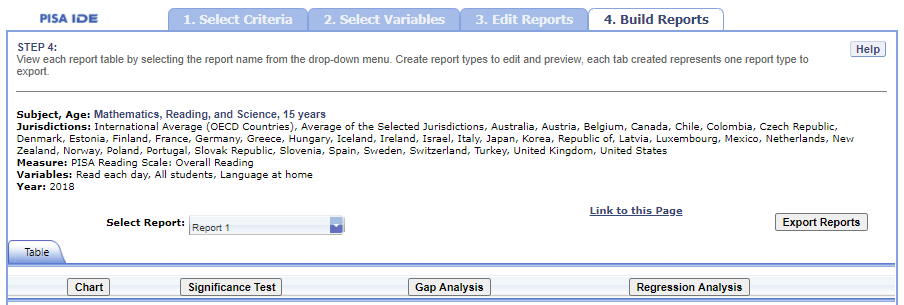 PISA IDE
1. Select Criteria
2. Select Variables
3. Edit Reports
4. Build Reports
STEP 4:
View each report table by selecting the report name from the drop-down menu. Create report types to edit and preview, each tab created represents one report type to
export.
Help
Subject, Age: Mathematics, Reading, and Science, 15 years
Jurisdictions: International Average (OECD Countries), Average of the Selected Jurisdictions, Australia, Austria, Belgium, Canada, Chile, Colombia, Czech Republic,
Denmark, Estonia, Finland, France, Germany, Greece, Hungary, Iceland, Ireland, Israel, Italy, Japan, Korea, Republic of, Latvia, Luxembourg, Mexico, Netherlands, New
Zealand, Norway, Poland, Portugal, Slovak Republic, Slovenia, Spain, Sweden, Switzerland, Turkey, United Kingdom, United States
Measure: PISA Reading Scale: Overall Reading
Variables: Read each day, All students, Language at home
Year: 2018
Select Report: Report 1
Link to this Page
Export Reports
Table
Chart
Significance Test
Gap Analysis
Regression Analysis